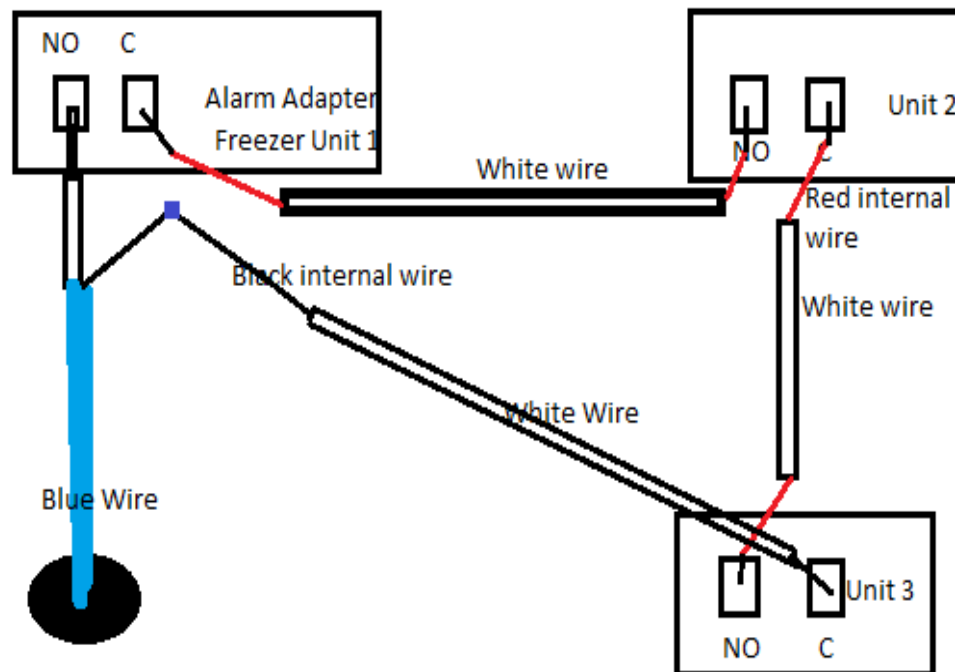 NO C
Alarm Adapter
Freezer Unit 1
Unit 2
NO C
White wire
Red internal
wire
Black internal wire
White wire
White Wire
Blue Wire
Unit 3
NO C